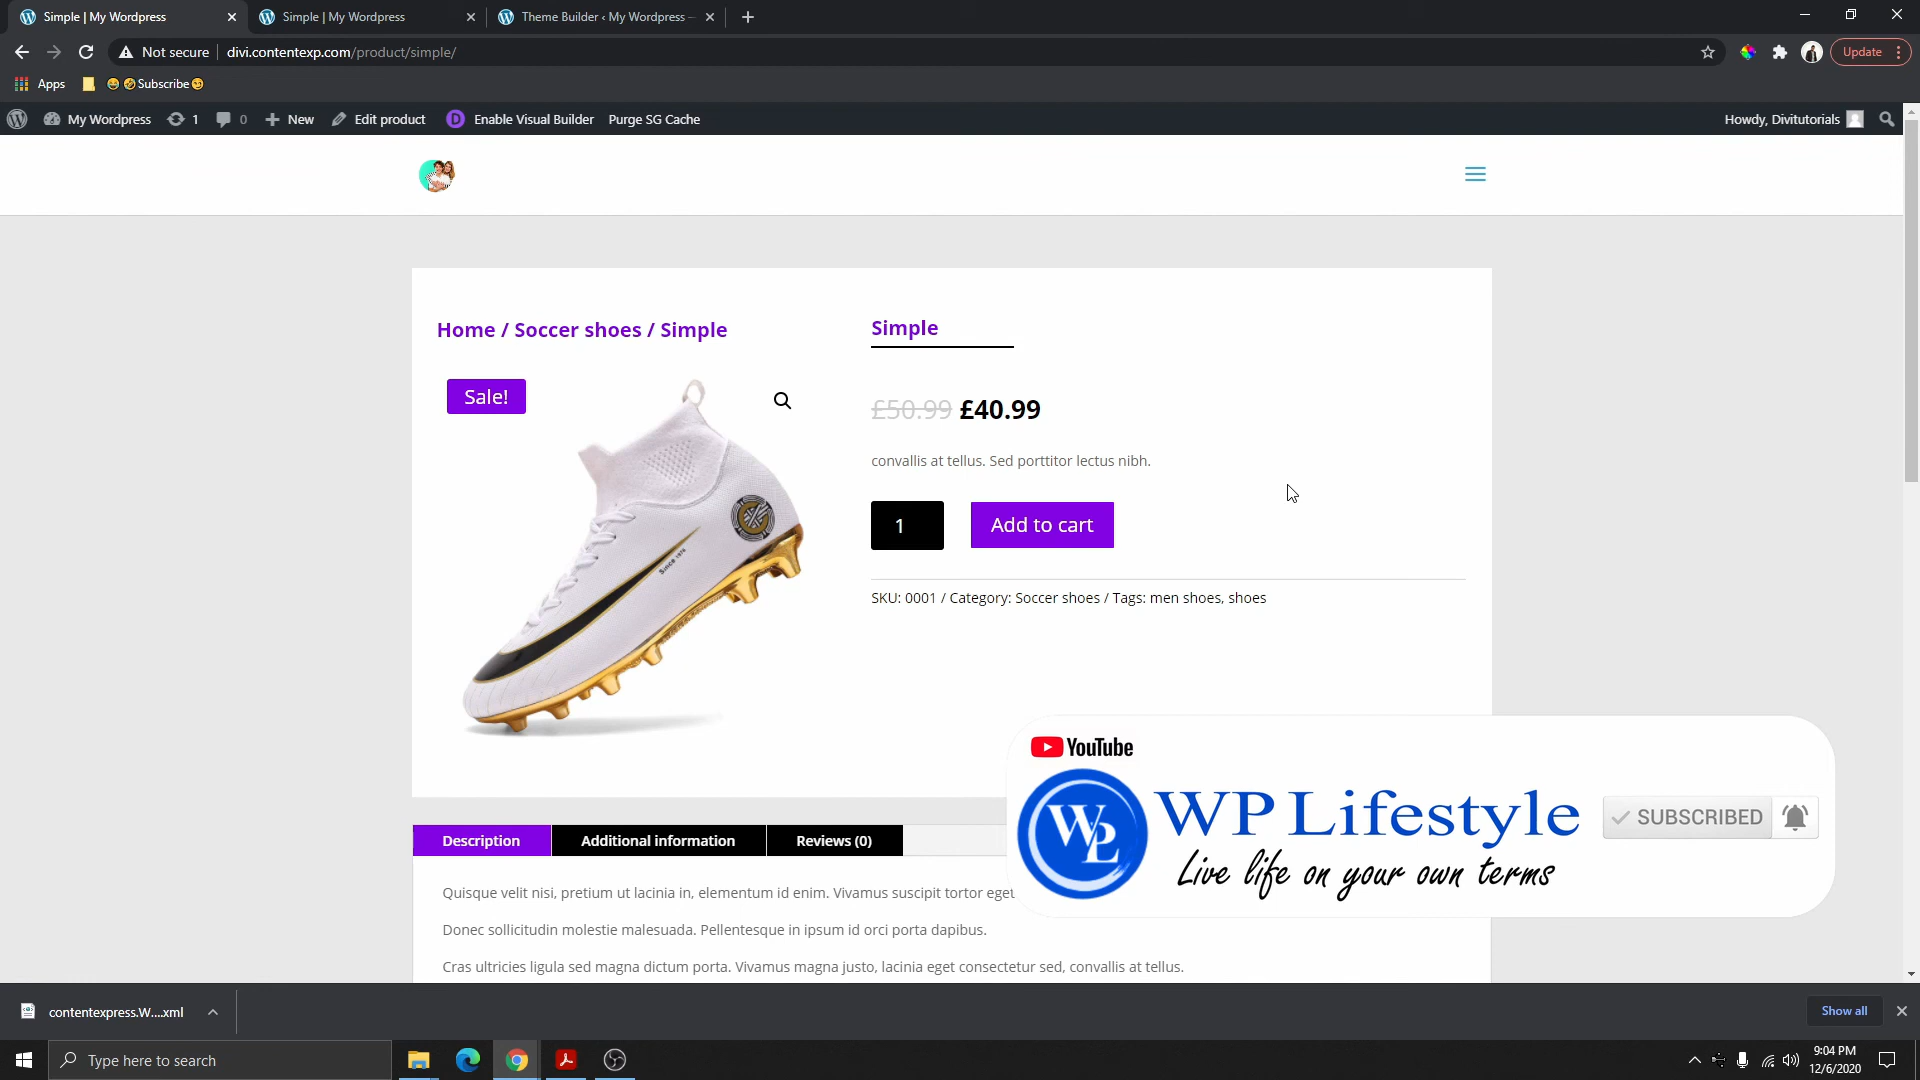 Simple | My Wordpress
Simple | My Wordpress
Theme Builder ‹ My Wordpress —
Not secure
divi.contentexp.com/product/simple/
Update
Apps
😄 🤣Subscribe😏
My Wordpress
1
0
New
Edit product
D
Enable Visual Builder
Purge SG Cache
Howdy, Divitutorials
Home / Soccer shoes / Simple
Simple
Sale!
£50.99 £40.99
convallis at tellus. Sed porttitor lectus nibh.
Since 1976
1
Add to cart
SKU: 0001 / Category: Soccer shoes / Tags: men shoes, shoes
YouTube
WP Lifestyle
Live life on your own terms
SUBSCRIBED
Description
Additional information
Reviews (0)
Quisque velit nisi, pretium ut lacinia in, elementum id enim. Vivamus suscipit tortor eget
Donec sollicitudin molestie malesuada. Pellentesque in ipsum id orci porta dapibus.
Cras ultricies ligula sed magna dictum porta. Vivamus magna justo, lacinia eget consectetur sed, convallis at tellus.
contentexpress.W....xml
Show all
Type here to search
9:04 PM
12/6/2020